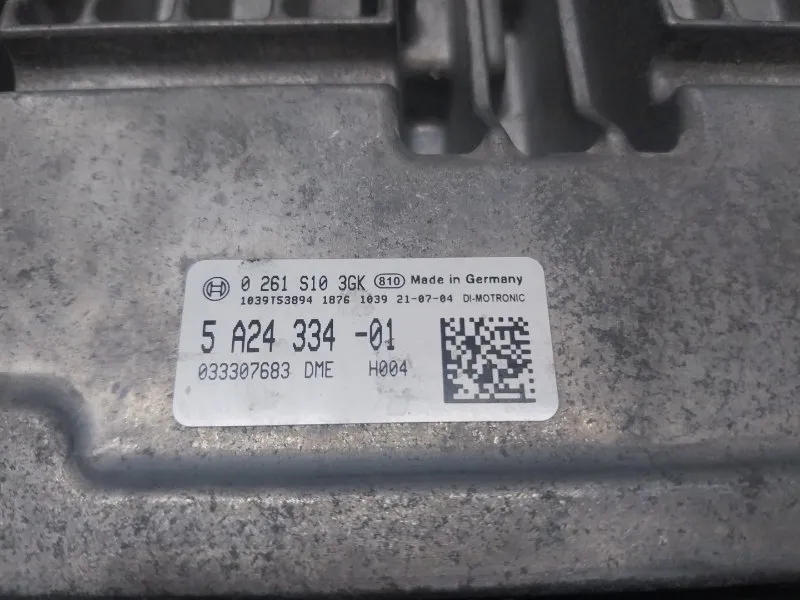 0 261 S10 3GK 810 Made in Germany
1039TS3894 1876 1039 21-07-04 DI-MOTRONIC
5 A24 334 -01
033307683 DME H004